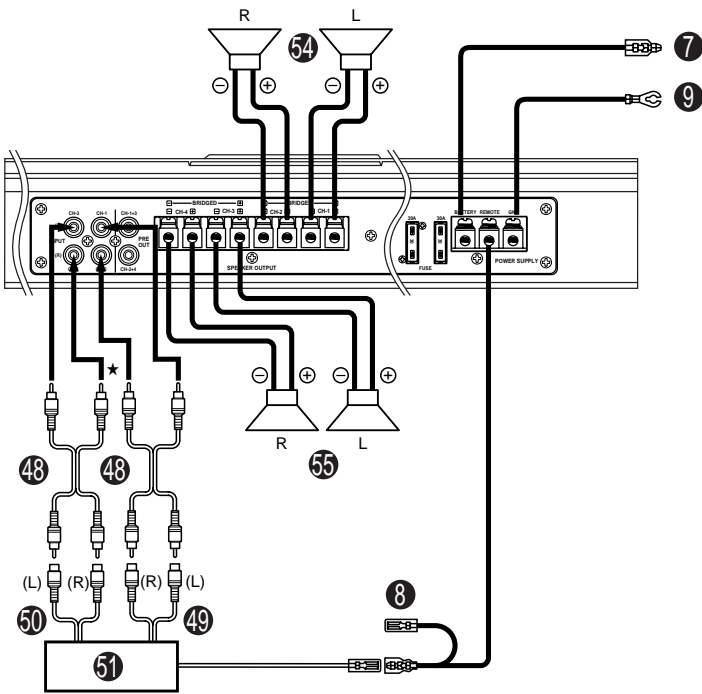 R
L
54
7
9
BRIDGED
BRIDGED
CH-3
CH-1
CH-1+3
CH-4
CH-3
CH-2
CH-1
30A
30A
BATTERY
REMOTE
PUT
(R)
PRE
OUT
CH-2+4
SPEAKER OUTPUT
FUSE
POWER SUPPLY
★
R
L
55
48
48
(L)
(R)
(R)
(L)
50
49
8
51